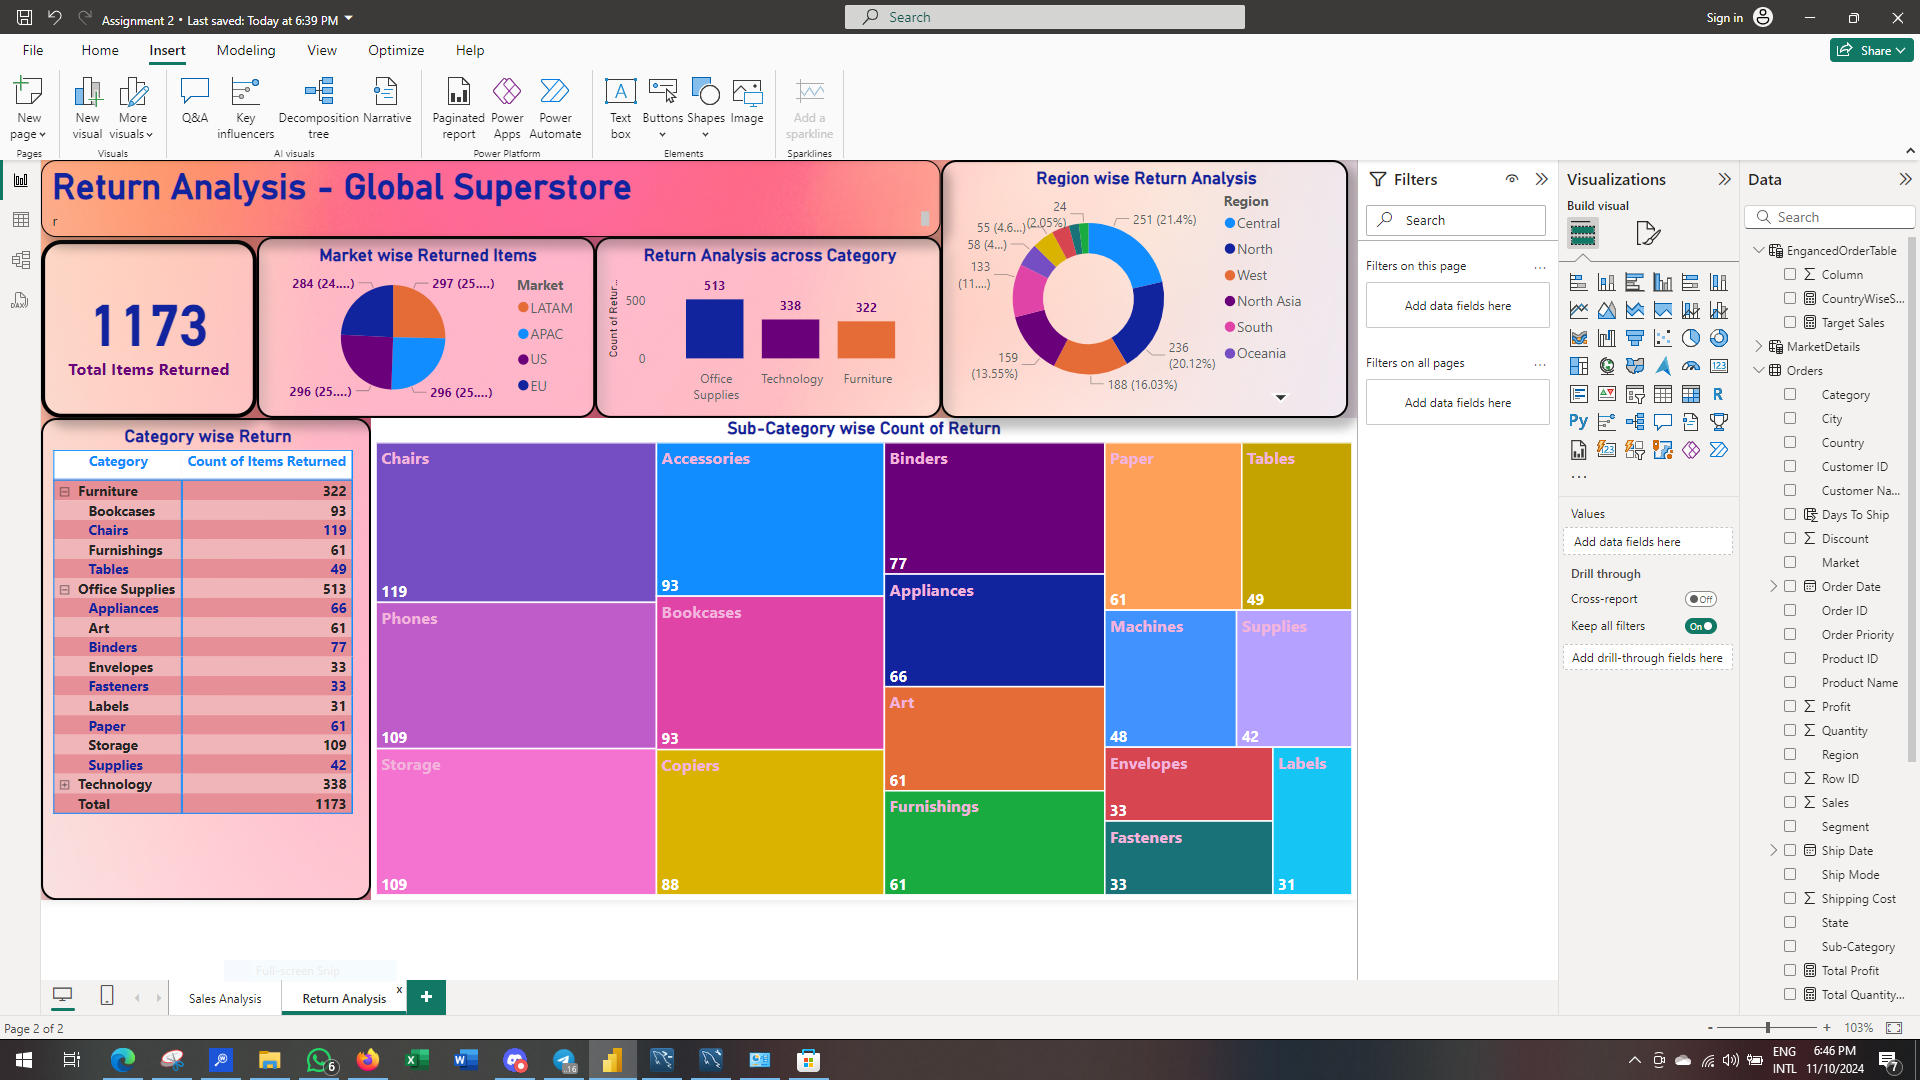 Assignment 2 • Last saved: Today at 6:39 PM
Search
Sign in
File
Home
Insert
Modeling
View
Optimize
Help
Share
New page
New visual
More visuals
Q&A
Key influencers
Decomposition tree
Narrative
Paginated report
Power Apps
Power Automate
Text box
Buttons
Shapes
Image
Add a sparkline
Pages
Visuals
AI visuals
Power Platform
Elements
Sparklines
Return Analysis - Global Superstore
r
1173
Total Items Returned
Market wise Returned Items
284 (24....)
297 (25....)
296 (25....)
296 (25....)
Market
LATAM
APAC
US
EU
Return Analysis across Category
Count of Retur...
500
0
513
338
322
Office Supplies
Technology
Furniture
Region wise Return Analysis
24
(2.05%)
55 (4.6...)
58 (4...)
133
(11....)
159
(13.55%)
251 (21.4%)
236
(20.12%)
188 (16.03%)
Region
Central
North
West
North Asia
South
Oceania
Category wise Return
Category Count of Items Returned
Furniture 322
Bookcases 93
Chairs 119
Furnishings 61
Tables 49
Office Supplies 513
Appliances 66
Art 61
Binders 77
Envelopes 33
Fasteners 33
Labels 31
Paper 61
Storage 109
Supplies 42
Technology 338
Total 1173
Sub-Category wise Count of Return
Chairs
119
Phones
109
Storage
109
Accessories
93
Bookcases
93
Copiers
88
Binders
77
Appliances
66
Art
61
Furnishings
61
Paper
61
Tables
49
Machines
48
Supplies
42
Envelopes
33
Fasteners
33
Labels
31
Filters
Search
Filters on this page
...
Add data fields here
Filters on all pages
...
Add data fields here
Visualizations
Build visual
R
Py
123
...
Values
Add data fields here
Drill through
Cross-report
Off
Keep all filters
On
Add drill-through fields here
Data
Search
EngancedOrderTable
Column
CountryWiseS...
Target Sales
MarketDetails
Orders
Category
City
Country
Customer ID
Customer Na...
Days To Ship
Discount
Market
Order Date
Order ID
Order Priority
Product ID
Product Name
Profit
Quantity
Region
Row ID
Sales
Segment
Ship Date
Ship Mode
Shipping Cost
State
Sub-Category
Total Profit
Total Quantity...
Full-screen Snip
Sales Analysis
Return Analysis
x
+
Page 2 of 2
- + 103%
6
..16
ENG
INTL
6:46 PM
11/10/2024
7